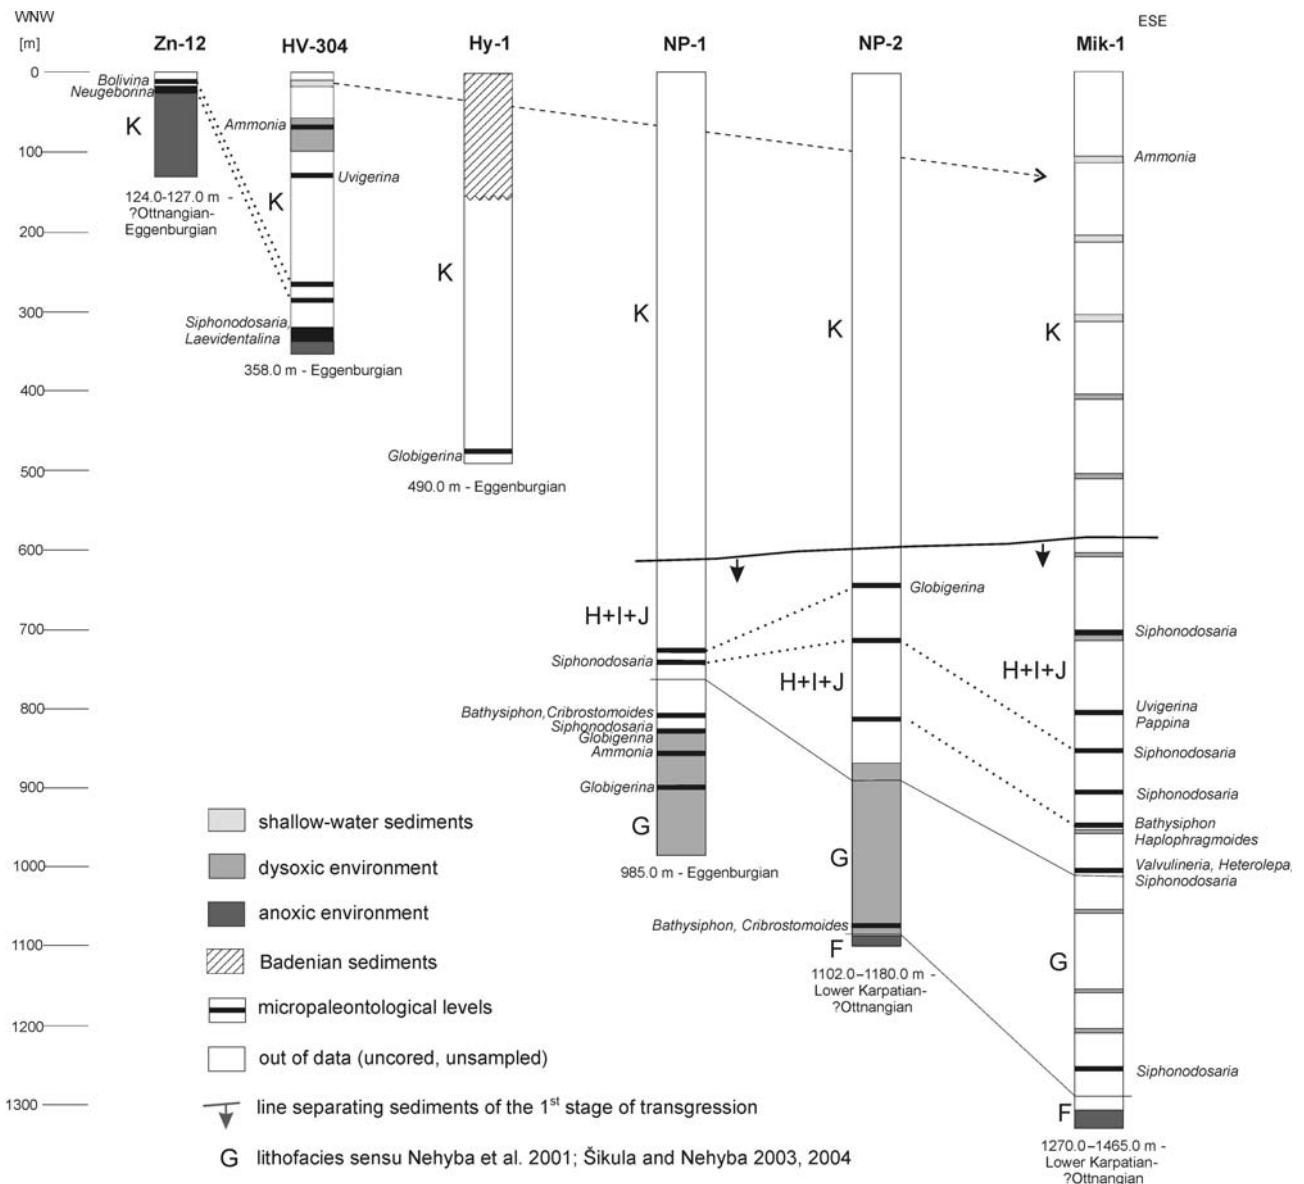 WNW
ESE
[m]
Zn-12
HV-304
Hy-1
NP-1
NP-2
Mik-1
0
100
200
300
400
500
600
700
800
900
1000
1100
1200
1300
Bolivina
Neugeborina
K
124.0-127.0 m -
?Ottnangian-
Eggenburgian
Ammonia
Uvigerina
K
Siphonodosaria,
Laevidentalina
358.0 m - Eggenburgian
K
Globigerina
490.0 m - Eggenburgian
K
H+I+J
Siphonodosaria
Bathysiphon,Cribrostomoides
Siphonodosaria
Globigerina
Ammonia
Globigerina
G
985.0 m - Eggenburgian
K
Globigerina
H+I+J
G
Bathysiphon, Cribrostomoides
F
1102.0–1180.0 m -
Lower Karpatian-
?Ottnangian
Ammonia
K
Siphonodosaria
H+I+J
Uvigerina
Pappina
Siphonodosaria
Siphonodosaria
Bathysiphon
Haplophragmoides
Valvulineria, Heterolepa,
Siphonodosaria
G
Siphonodosaria
F
1270.0–1465.0 m -
Lower Karpatian-
?Ottnangian
shallow-water sediments
dysoxic environment
anoxic environment
Badenian sediments
micropaleontological levels
out of data (uncored, unsampled)
line separating sediments of the 1st stage of transgression
G lithofacies sensu Nehyba et al. 2001; Šikula and Nehyba 2003, 2004